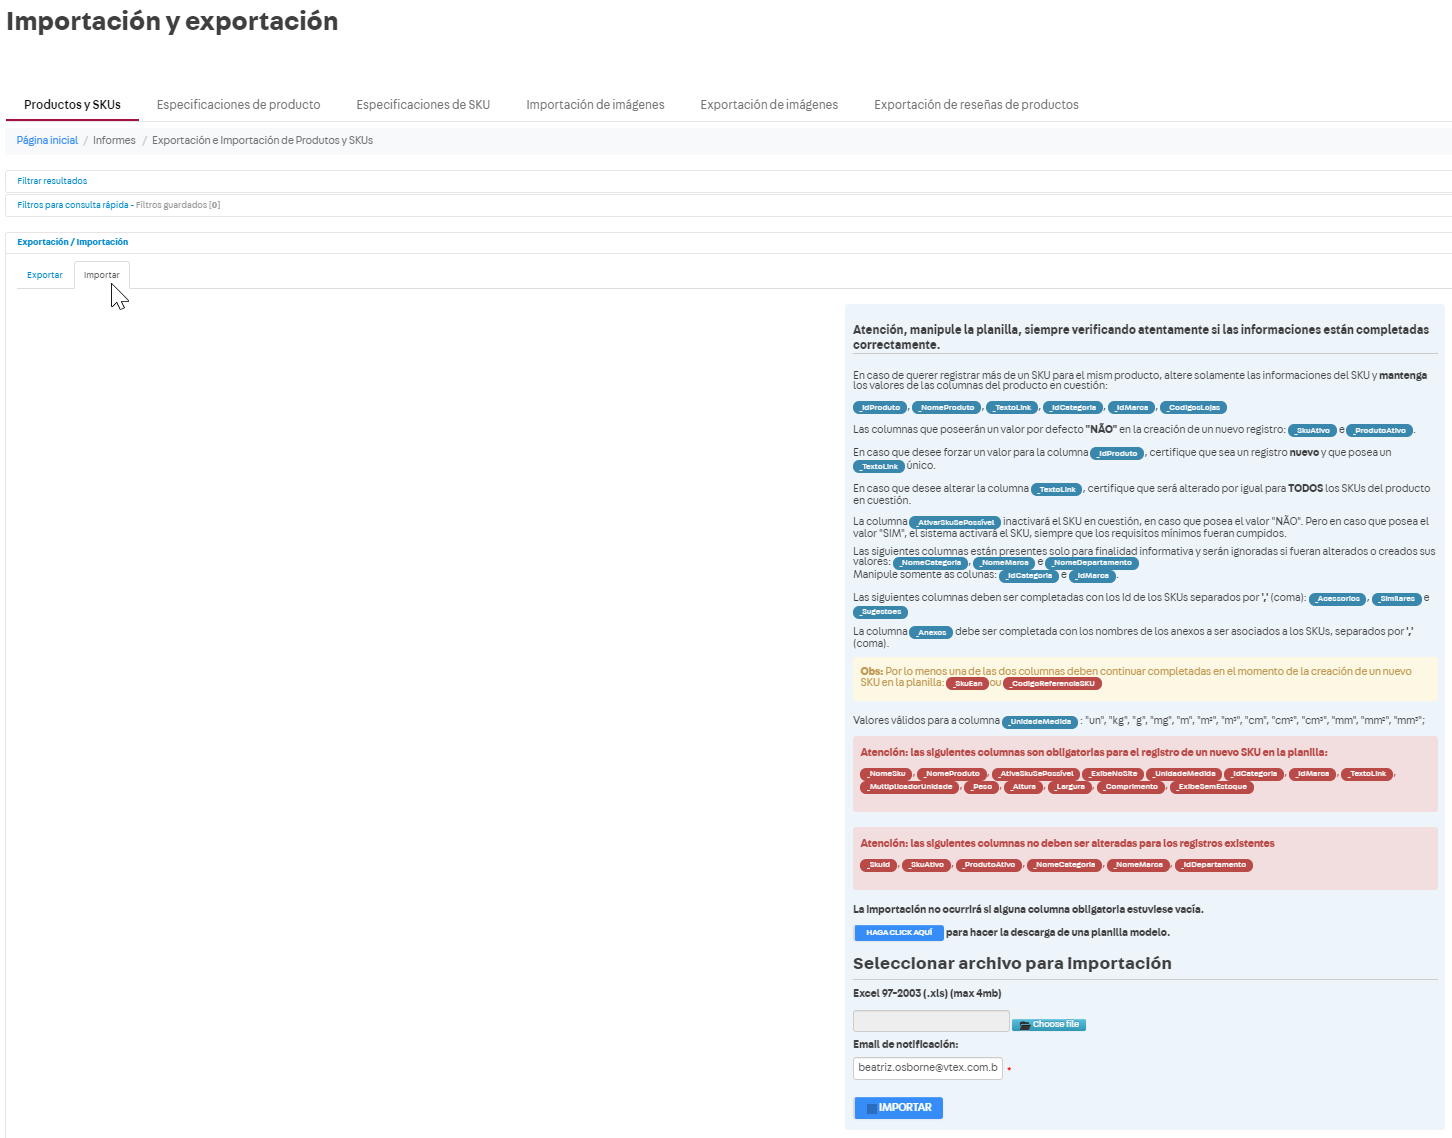 Importación y exportación
Productos y SKUs Especificaciones de producto Especificaciones de SKU Importación de imágenes Exportación de imágenes Exportación de reseñas de productos
Página inicial / Informes / Exportación e Importación de Produtos y SKUs
Filtrar resultados
Filtros para consulta rápida - Filtros guardados [0]
Exportación / Importación
Exportar Importar
Atención, manipule la planilla, siempre verificando atentamente si las informaciones están completadas
correctamente.
En caso de querer registrar más de un SKU para el mism producto, altere solamente las informaciones del SKU y mantenga
los valores de las columnas del producto en cuestión:
_IdProduto , _NomeProduto , _TextoLink , _IdCategoria , _IdMarca , _CodigosLojas
Las columnas que poseerán un valor por defecto "NÃO" en la creación de un nuevo registro: _SkuAtivo e _ProdutoAtivo .
En caso que desee forzar un valor para la columna _IdProduto , certifique que sea un registro nuevo y que posea un
_TextoLink único.
En caso que desee alterar la columna _TextoLink , certifique que será alterado por igual para TODOS los SKUs del producto
en cuestión.
La columna _AtivarSkuSePossível inactivará el SKU en cuestión, en caso que posea el valor "NÃO". Pero en caso que posea el
valor "SIM", el sistema activará el SKU, siempre que los requisitos mínimos fueran cumpidos.
Las siguientes columnas están presentes solo para finalidad informativa y serán ignoradas si fueran alterados o creados sus
valores: _NomeCategoria , _NomeMarca e _NomeDepartamento
Manipule somente as colunas: _IdCategoria e _IdMarca .
Las siguientes columnas deben ser completadas con los Id de los SKUs separados por ',' (coma): _Acessorios , _Similares e
_Sugestoes
La columna _Anexos debe ser completada con los nombres de los anexos a ser asociados a los SKUs, separados por ','
(coma).
Obs: Por lo menos una de las dos columnas deben continuar completadas en el momento de la creación de un nuevo
SKU en la planilla: _SkuEan ou _CodigoReferenciaSKU
Valores válidos para a columna _UnidadeMedida : "un", "kg", "g", "mg", "m", "m²", "m³", "cm", "cm²", "cm³", "mm", "mm²", "mm³";
Atención: las siguientes columnas son obligatorias para el registro de un nuevo SKU en la planilla:
_NomeSku , _NomeProduto , _AtivaSkuSePossível _ExibeNoSite _UnidadeMedida _IdCategoria , _IdMarca , _TextoLink ,
_MultiplicadorUnidade , _Peso , _Altura , _Largura , _Comprimento , _ExibeSemEstoque
Atención: las siguientes columnas no deben ser alteradas para los registros existentes
_SkuId , _SkuAtivo , _ProdutoAtivo , _NomeCategoria , _NomeMarca , _IdDepartamento
La importación no ocurrirá si alguna columna obligatoria estuviese vacía.
HAGA CLICK AQUÍ para hacer la descarga de una planilla modelo.
Seleccionar archivo para importación
Excel 97-2003 (.xls) (max 4mb)
Choose file
Email de notificación:
beatriz.osborne@vtex.com.b *
IMPORTAR